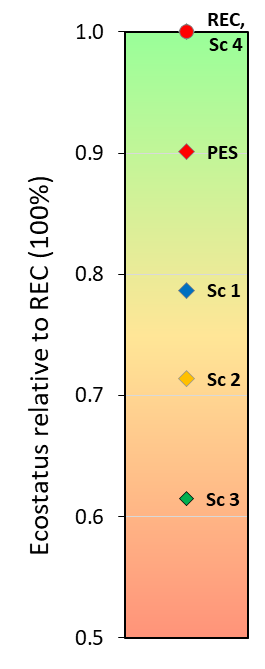 Ecostatus relative to REC (100%)
1.0
REC,
Sc 4
0.9
PES
0.8
Sc 1
0.7
Sc 2
0.6
Sc 3
0.5